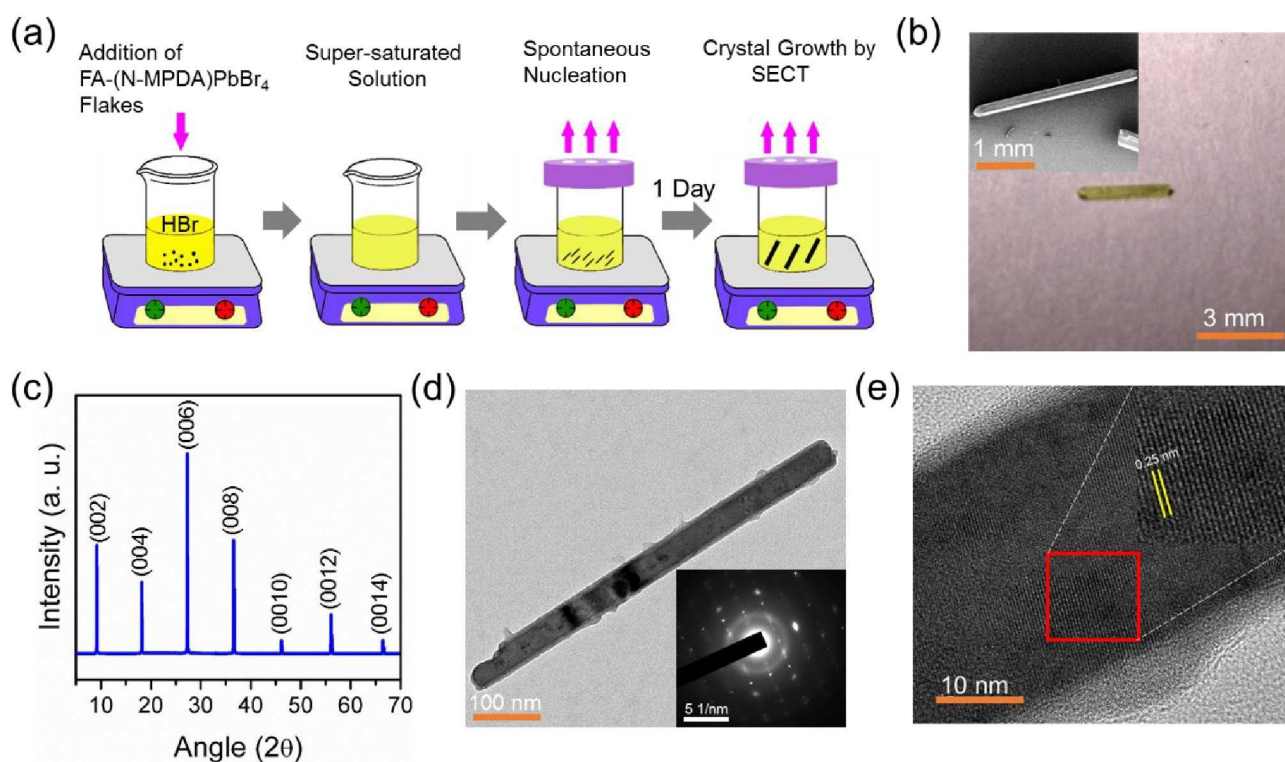 (a)
Addition of
FA-(N-MPDA)PbBr₄
Flakes
Super-saturated
Solution
Spontaneous
Nucleation
Crystal Growth by
SECT
HBr
1 Day
(b)
1 mm
3 mm
(c)
Intensity (a. u.)
(002)
(004)
(006)
(008)
(0010)
(0012)
(0014)
10 20 30 40 50 60 70
Angle (2θ)
(d)
100 nm
5 1/nm
(e)
0.25 nm
10 nm